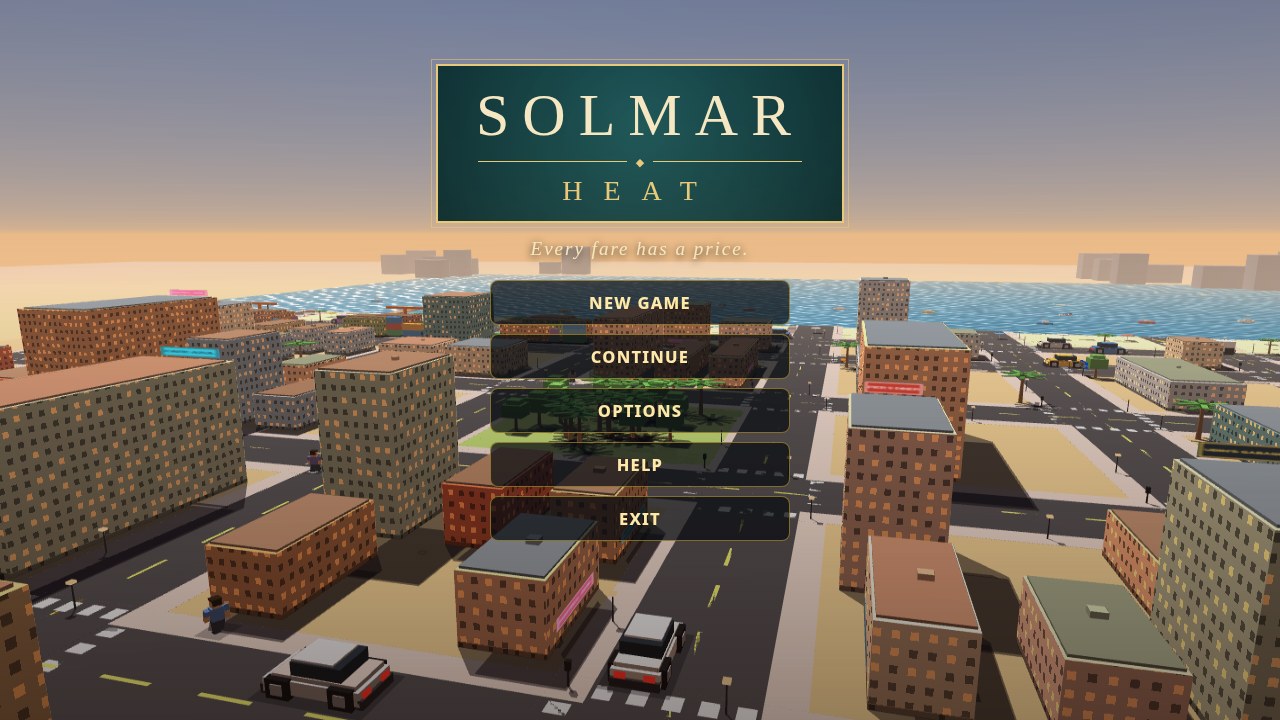 SOLMAR
HEAT
Every fare has a price.
NEW GAME
CONTINUE
OPTIONS
HELP
EXIT